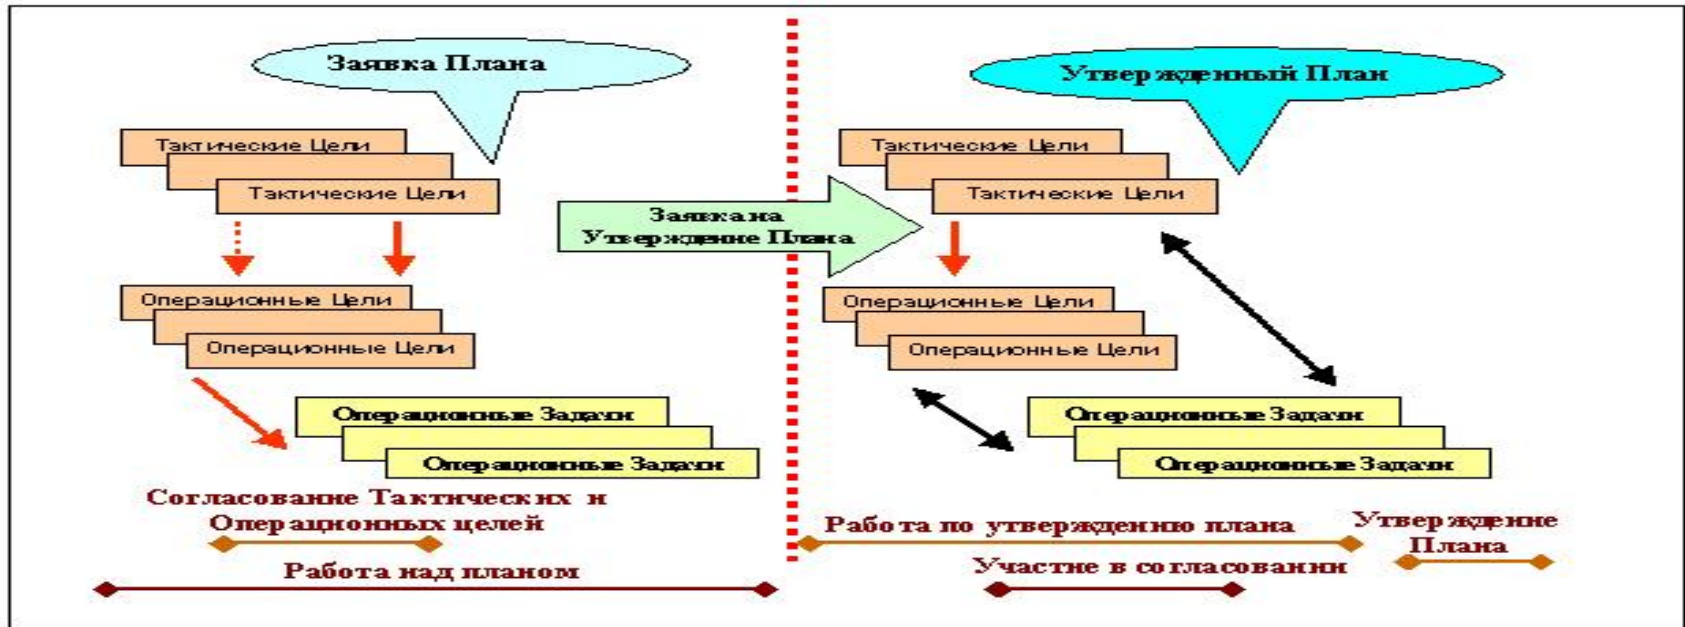 Заявка Плана
Утвержденный План
Тактические Цели
Тактические Цели
Тактические Цели
Тактические Цели
Заявка на
Утверждение Плана
Операционные Цели
Операционные Цели
Операционные Цели
Операционные Цели
Операционные Задачи
Операционные Задачи
Операционные Задачи
Операционные Задачи
Согласование Тактических и
Операционных целей
Работа над планом
Работа по утверждению плана
Утверждение
Плана
Участие в согласовании